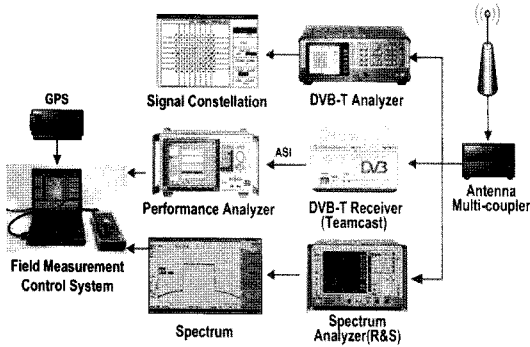 Signal Constellation
DVB-T Analyzer
GPS
ASI
DVB
Performance Analyzer
DVB-T Receiver
(Teamcast)
Antenna
Multi-coupler
Field Measurement
Control System
Spectrum
Spectrum
Analyzer(R&S)